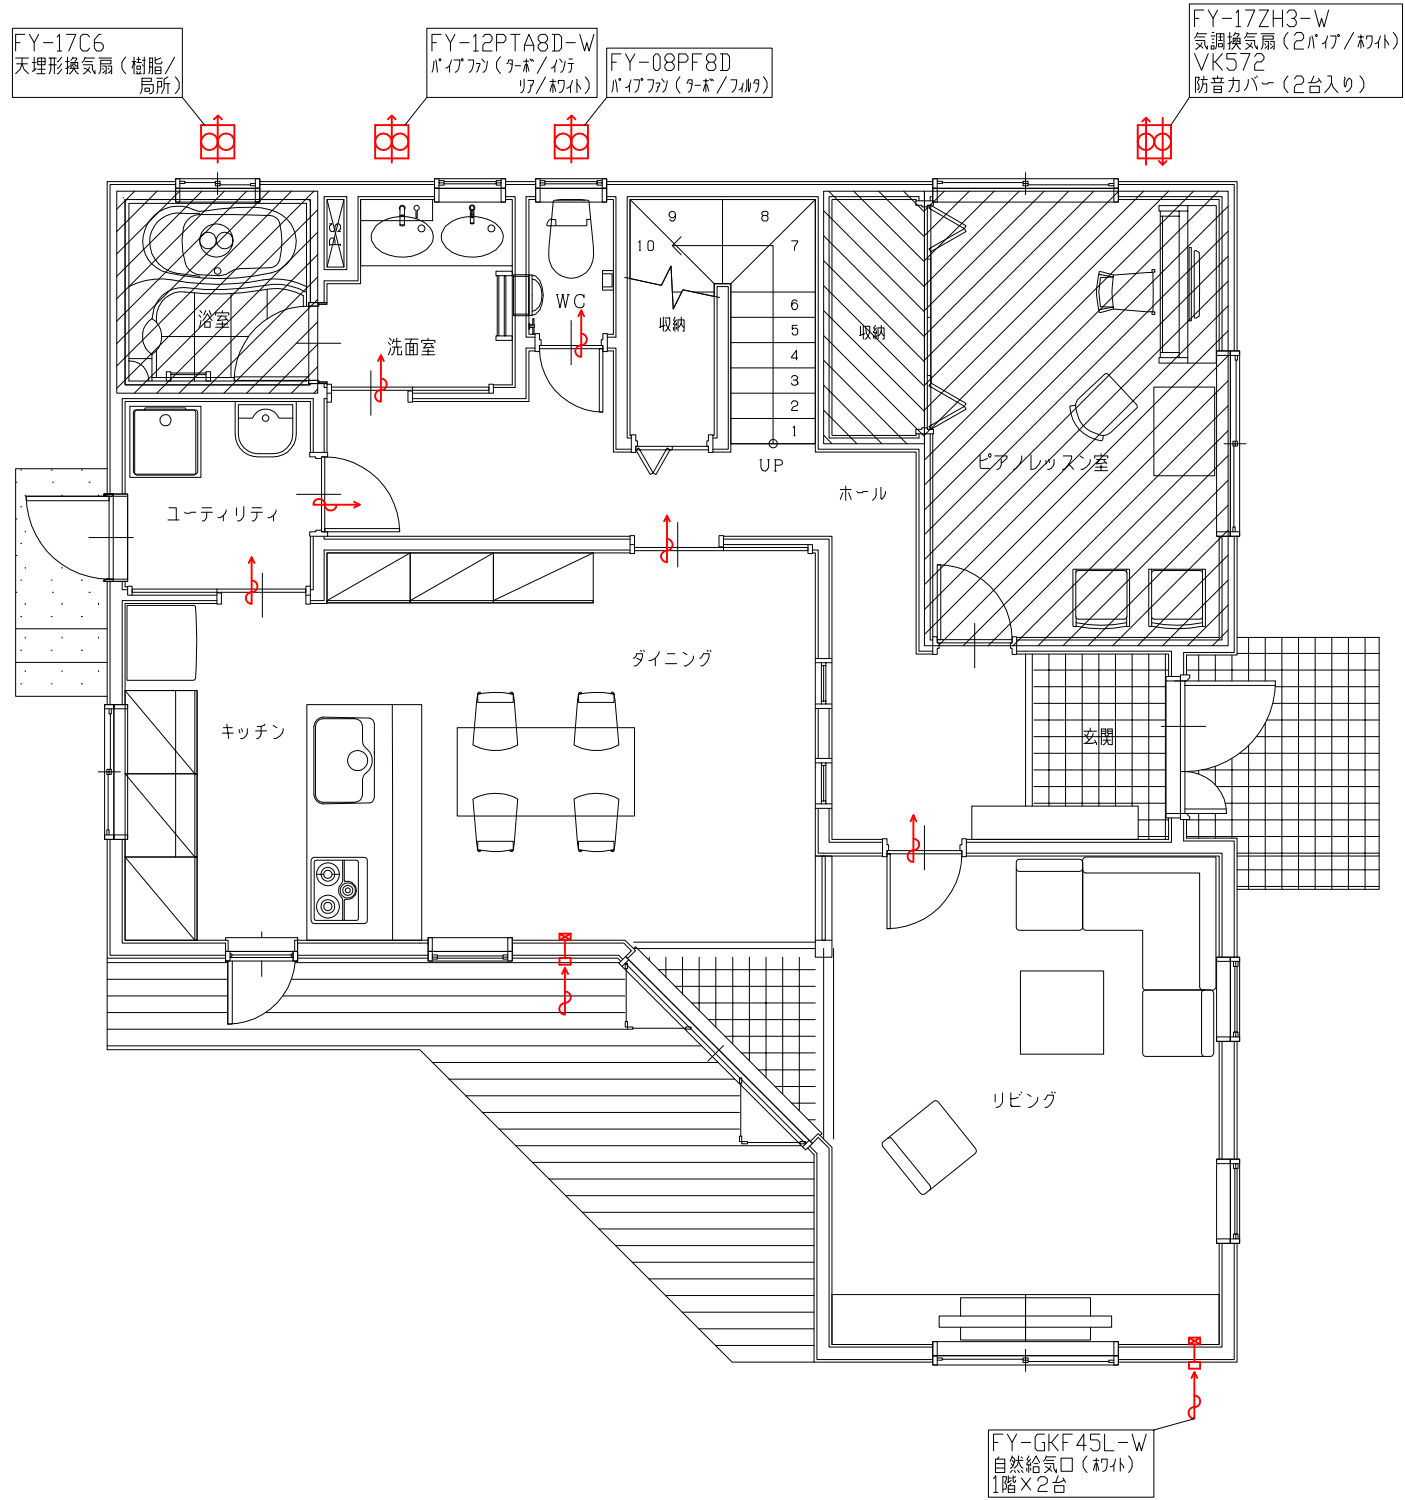 FY-17C6
天埋形換気扇（樹脂/
局所）
FY-12PTA8D-W
ﾊﾟｲﾌﾟﾌｧﾝ（ﾀｰﾎﾞ/ｲﾝﾃ
ﾘｱ/ﾎﾜｲﾄ）
FY-08PF8D
ﾊﾟｲﾌﾟﾌｧﾝ（ﾀｰﾎﾞ/ﾌｨﾙﾀ）
FY-17ZH3-W
気調換気扇（2ﾊﾟｲﾌﾟ/ﾎﾜｲﾄ）
VK572
防音カバー（2台入り）
PS
9
8
10
7
6
5
4
3
2
1
UP
WC
浴室
洗面室
収納
収納
ピアノレッスン室
ホール
ユーティリティ
ダイニング
キッチン
玄関
リビング
FY-GKF45L-W
自然給気口（ﾎﾜｲﾄ）
1階×2台